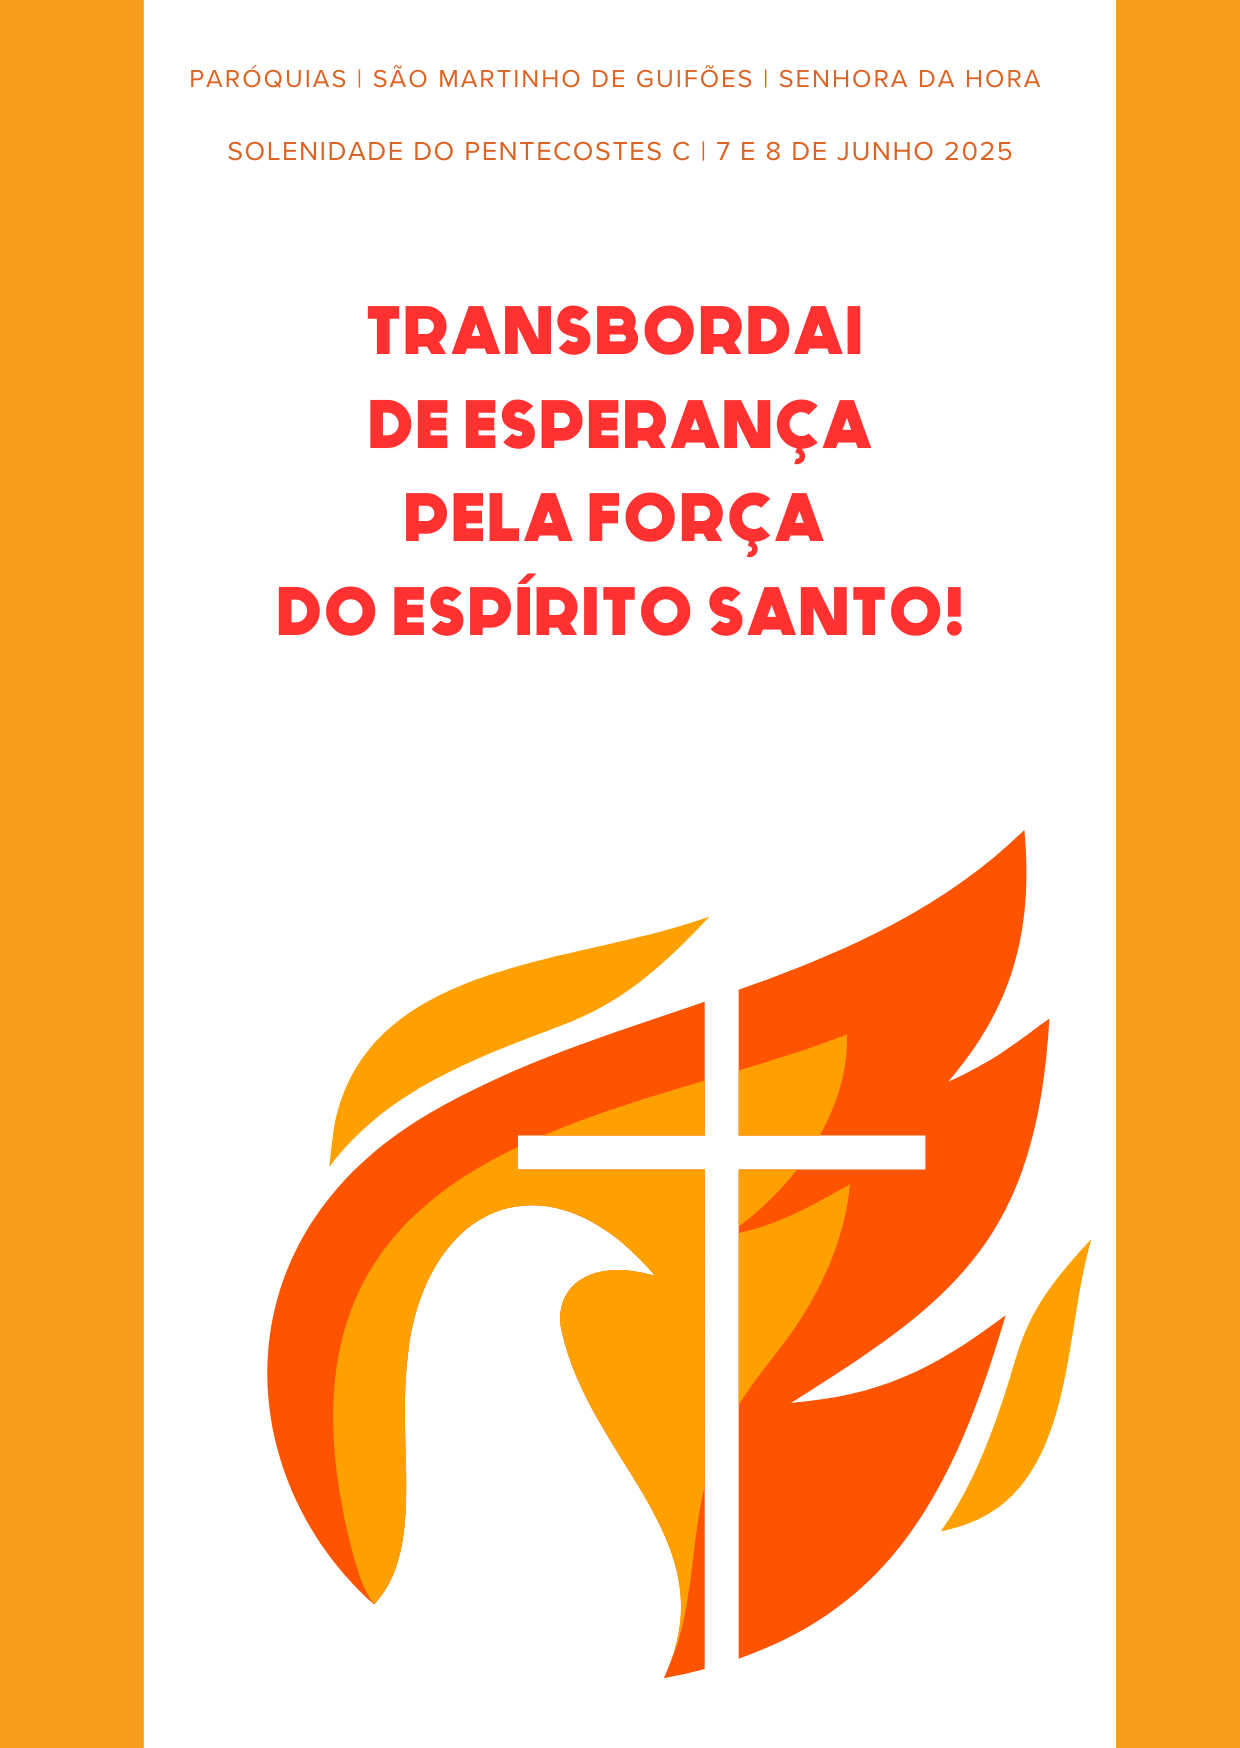 PARÓQUIAS | SÃO MARTINHO DE GUIFÕES | SENHORA DA HORA
SOLENIDADE DO PENTECOSTES C | 7 E 8 DE JUNHO 2025
TRANSBORDAI
DE ESPERANÇA
PELA FORÇA
DO ESPÍRITO SANTO!